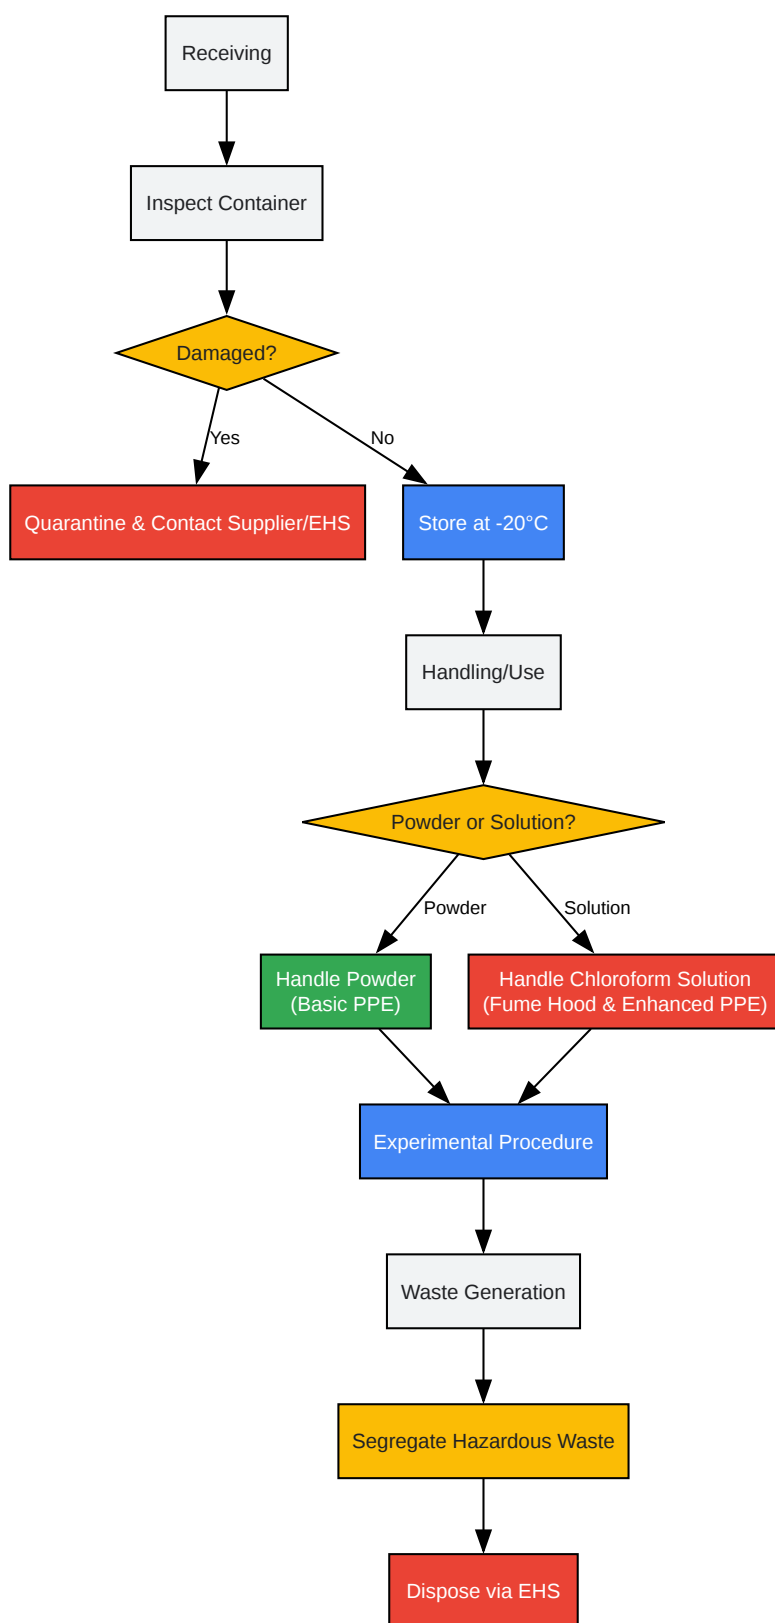 Receiving
Inspect Container
Damaged?
Yes
No
Quarantine & Contact Supplier/EHS
Store at -20°C
Handling/Use
Powder or Solution?
Powder
Solution
Handle Powder
(Basic PPE)
Handle Chloroform Solution
(Fume Hood & Enhanced PPE)
Experimental Procedure
Waste Generation
Segregate Hazardous Waste
Dispose via EHS